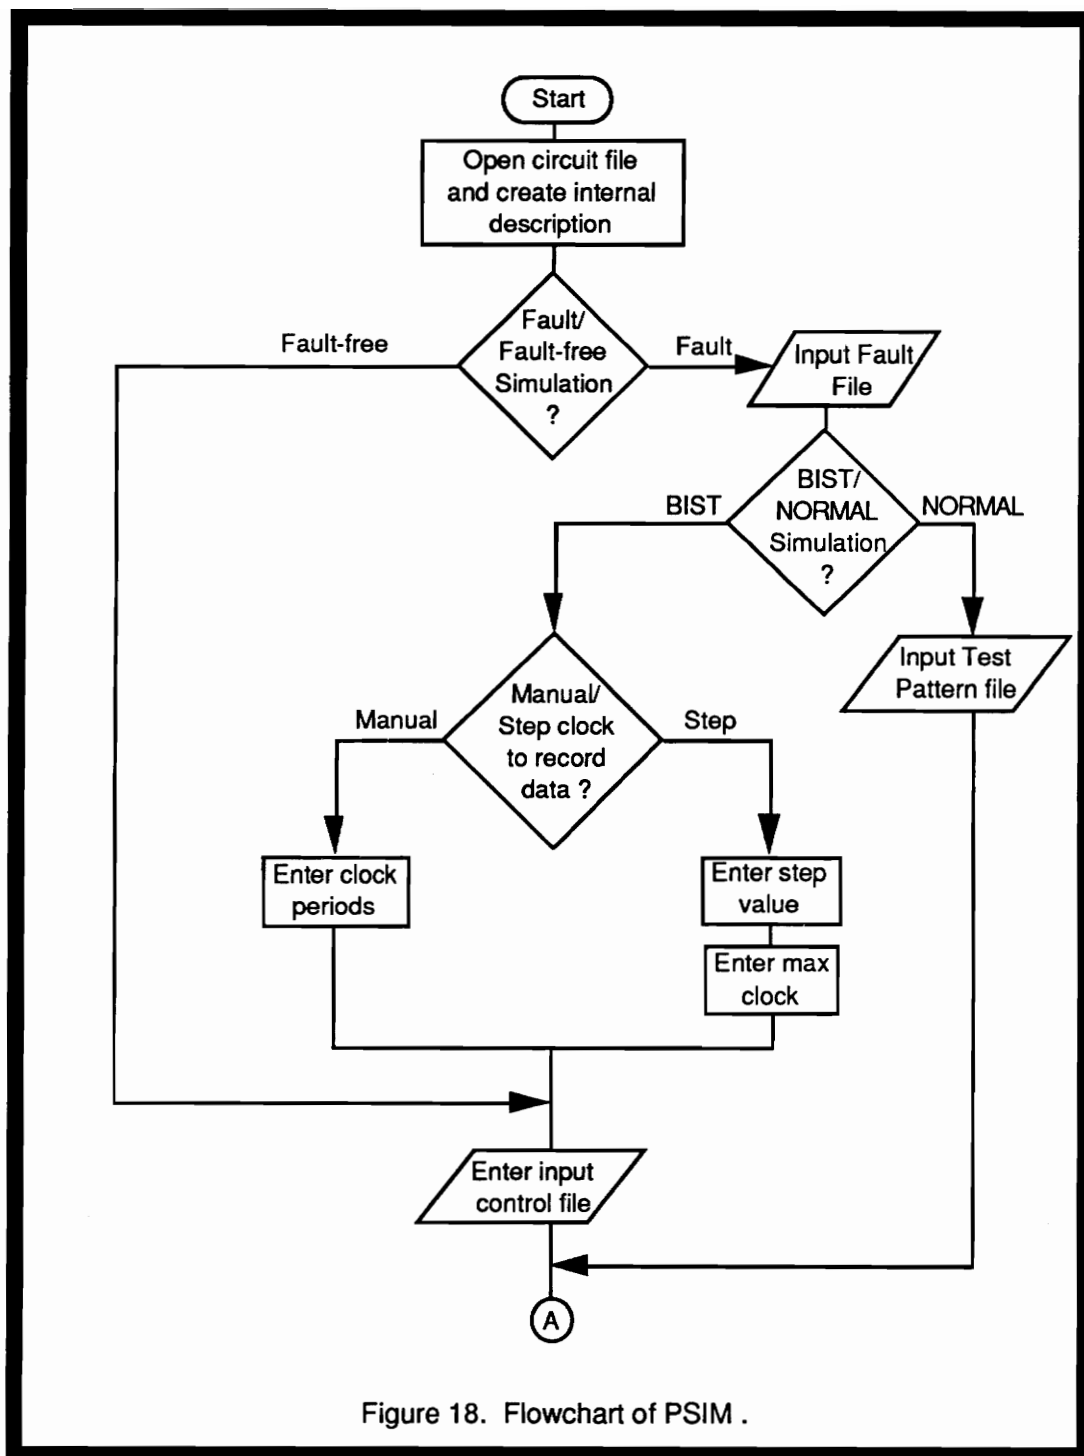 Start
Open circuit file
and create internal
description
Fault/
Fault-free
Simulation
?
Fault-free
Fault
Input Fault
File
BIST/
NORMAL
Simulation
?
BIST
NORMAL
Input Test
Pattern file
Manual/
Step clock
to record
data ?
Manual
Step
Enter clock
periods
Enter step
value
Enter max
clock
Enter input
control file
A
Figure 18. Flowchart of PSIM .